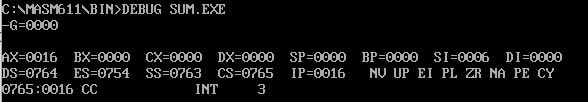 C:\MASM611\BIN>DEBUG SUM.EXE
-G=0000
AX=0016 BX=0000 CX=0000 DX=0000 SP=0000 BP=0000 SI=0006 DI=0000
DS=0764 ES=0754 SS=0763 CS=0765 IP=0016 NV UP EI PL ZR NA PE CY
0765:0016 CC INT 3